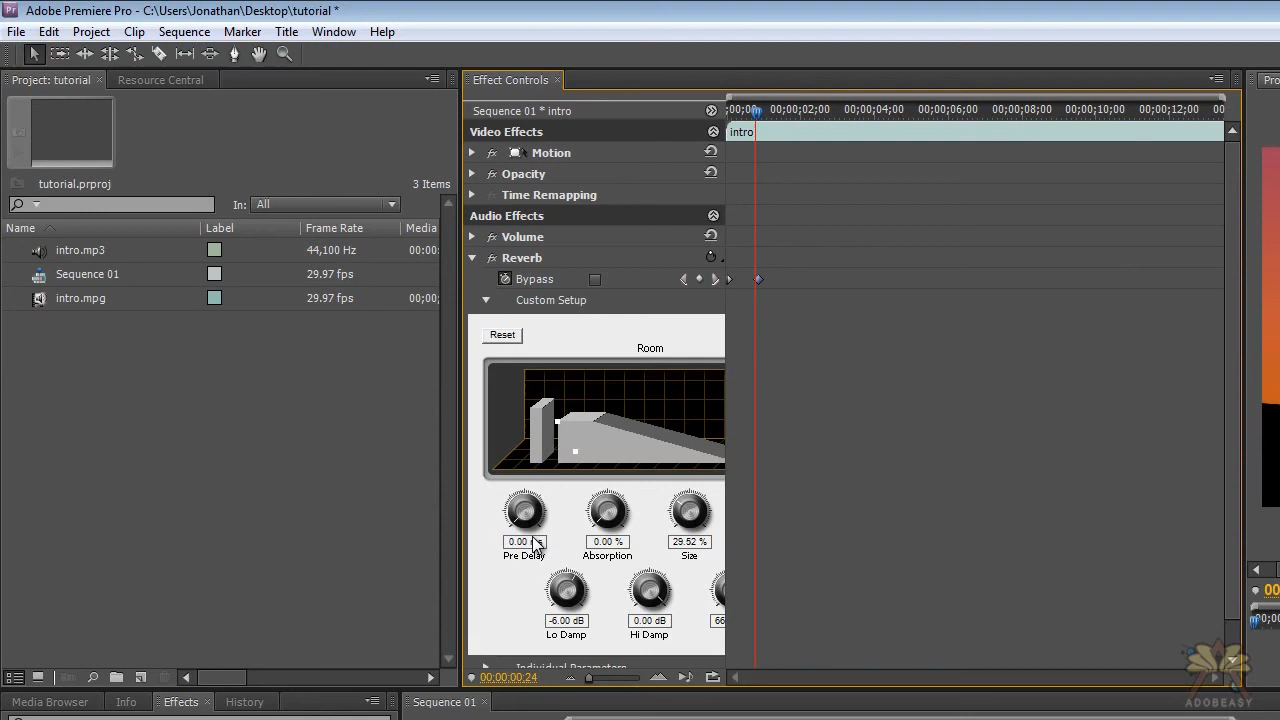 Adobe Premiere Pro - C:\Users\Jonathan\Desktop\tutorial *
File Edit Project Clip Sequence Marker Title Window Help
Project: tutorial Resource Central
tutorial.prproj
3 Items
In: All
Name Label Frame Rate Media
intro.mp3 44,100 Hz 00:00:
Sequence 01 29.97 fps
intro.mpg 29.97 fps 00;00;
Effect Controls
Sequence 01 * intro
;00;00 00;00;02;00 00;00;04;00 00;00;06;00 00;00;08;00 00;00;10;00 00;00;12;00 00
Video Effects
intro
fx Motion
fx Opacity
Time Remapping
Audio Effects
fx Volume
fx Reverb
Bypass
Custom Setup
Reset
Room
0.00 0.00 % 29.52 %
Pre Delay Absorption Size
-6.00 dB 0.00 dB 66
Lo Damp Hi Damp
Individual Parameters
00:00:00:24
Media Browser Info Effects History
Sequence 01
Pro
00
00;00;
ADOBEASY